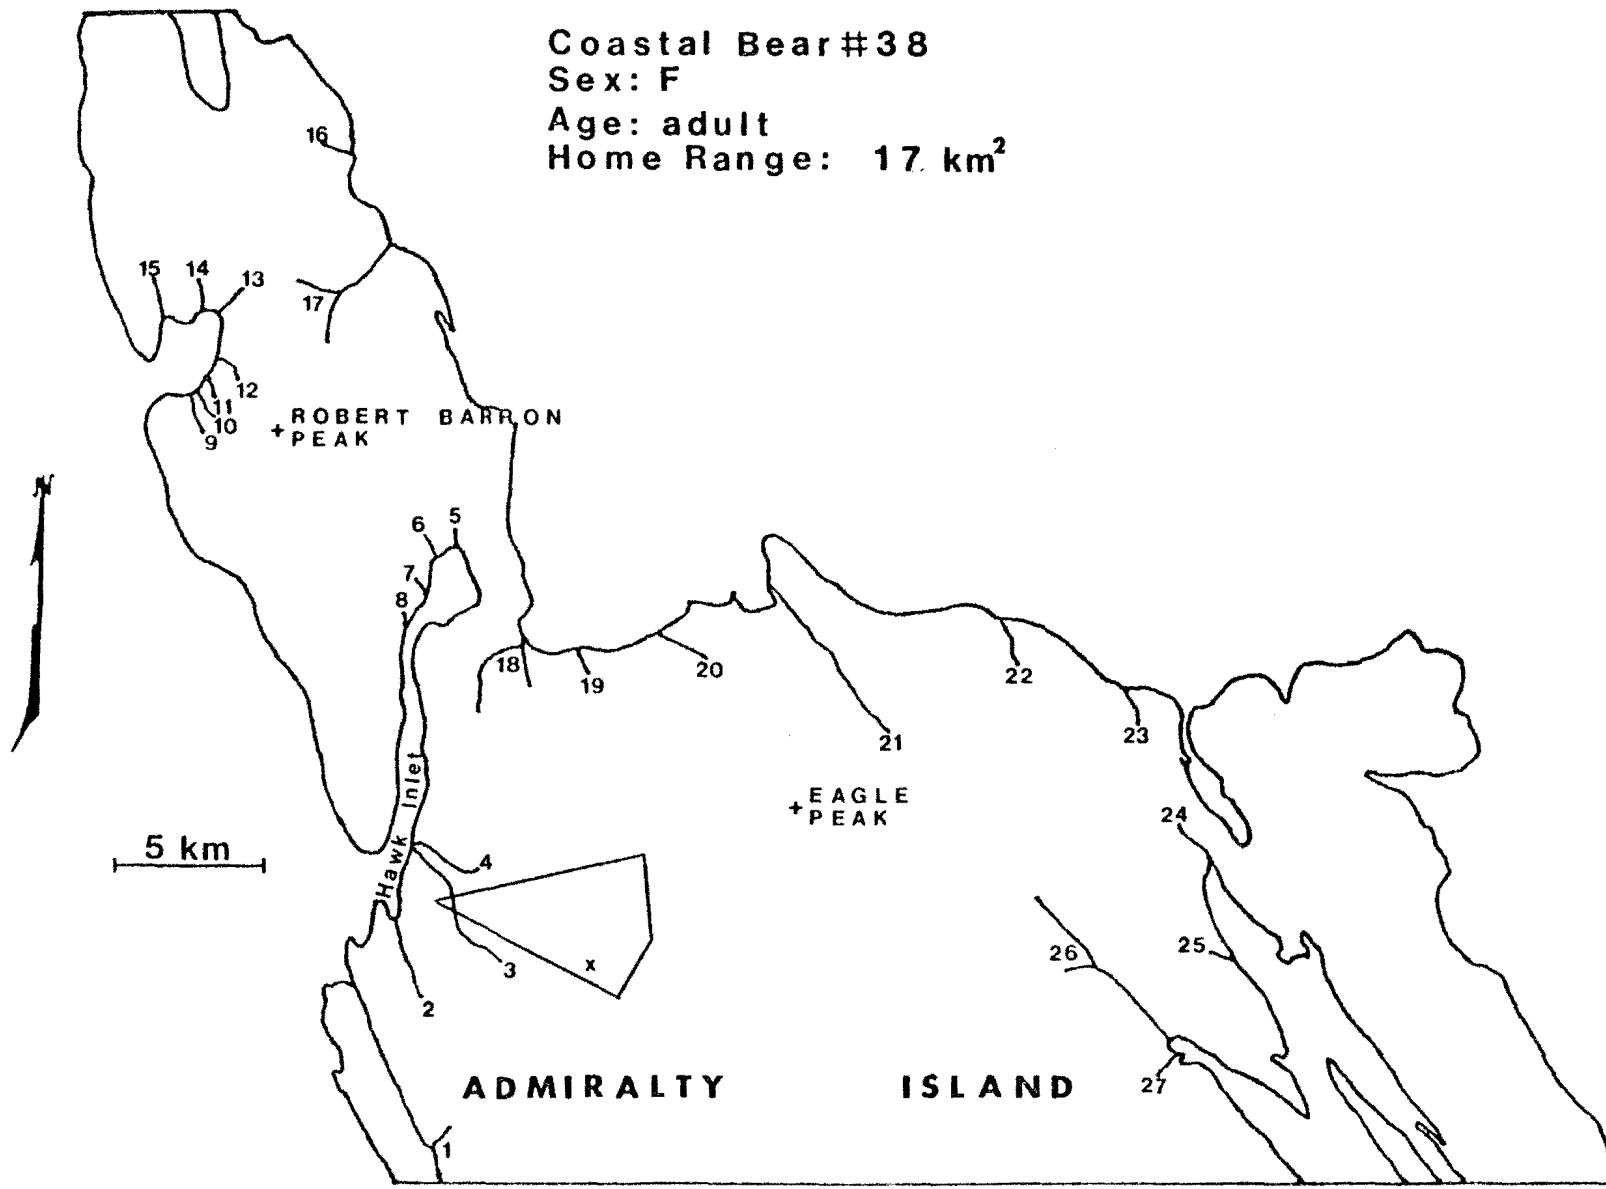 Coastal Bear #38
Sex: F
Age: adult
Home Range: 17 km²
16
15
14
13
17
12
11
10
9
+ ROBERT BARRON
PEAK
N
6
5
7
8
18
19
20
21
22
23
Hawk Inlet
+ EAGLE
PEAK
24
5 km
4
3
x
2
25
26
27
ADMIRALTY ISLAND
1